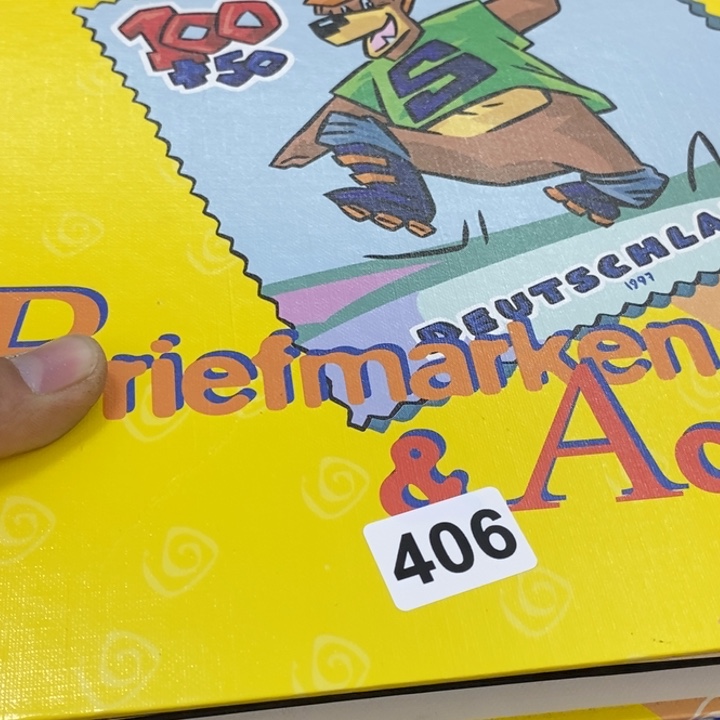 100
+50
S
DEUTSCHLA
1997
Briefmarken
& A
406